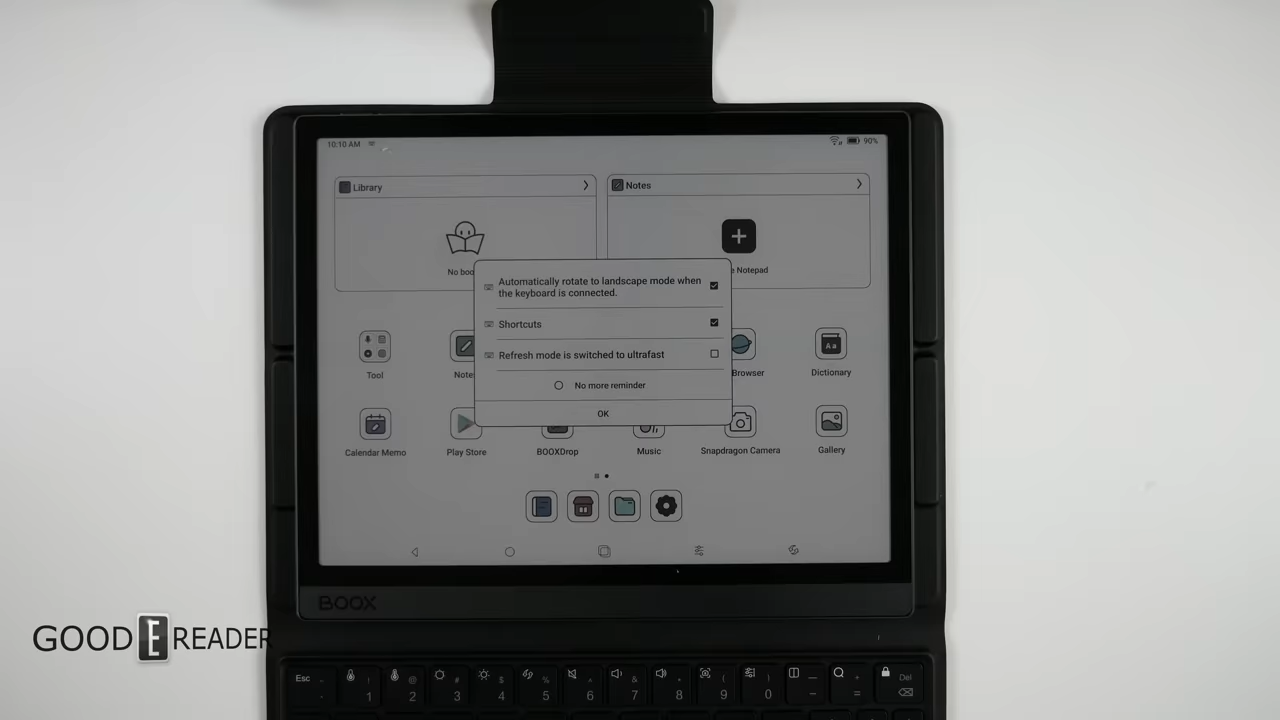 10:10 AM
90%
Library
Notes
No boo
e Notepad
Automatically rotate to landscape mode when
the keyboard is connected.
Shortcuts
Refresh mode is switched to ultrafast
No more reminder
OK
Tool
Note
Browser
Dictionary
Calendar Memo
Play Store
BOOXDrop
Music
Snapdragon Camera
Gallery
BOOX
GOOD E READER
Esc ! @ # $ % ^ & * ( ) — + Del
1 2 3 4 5 6 7 8 9 0 - =